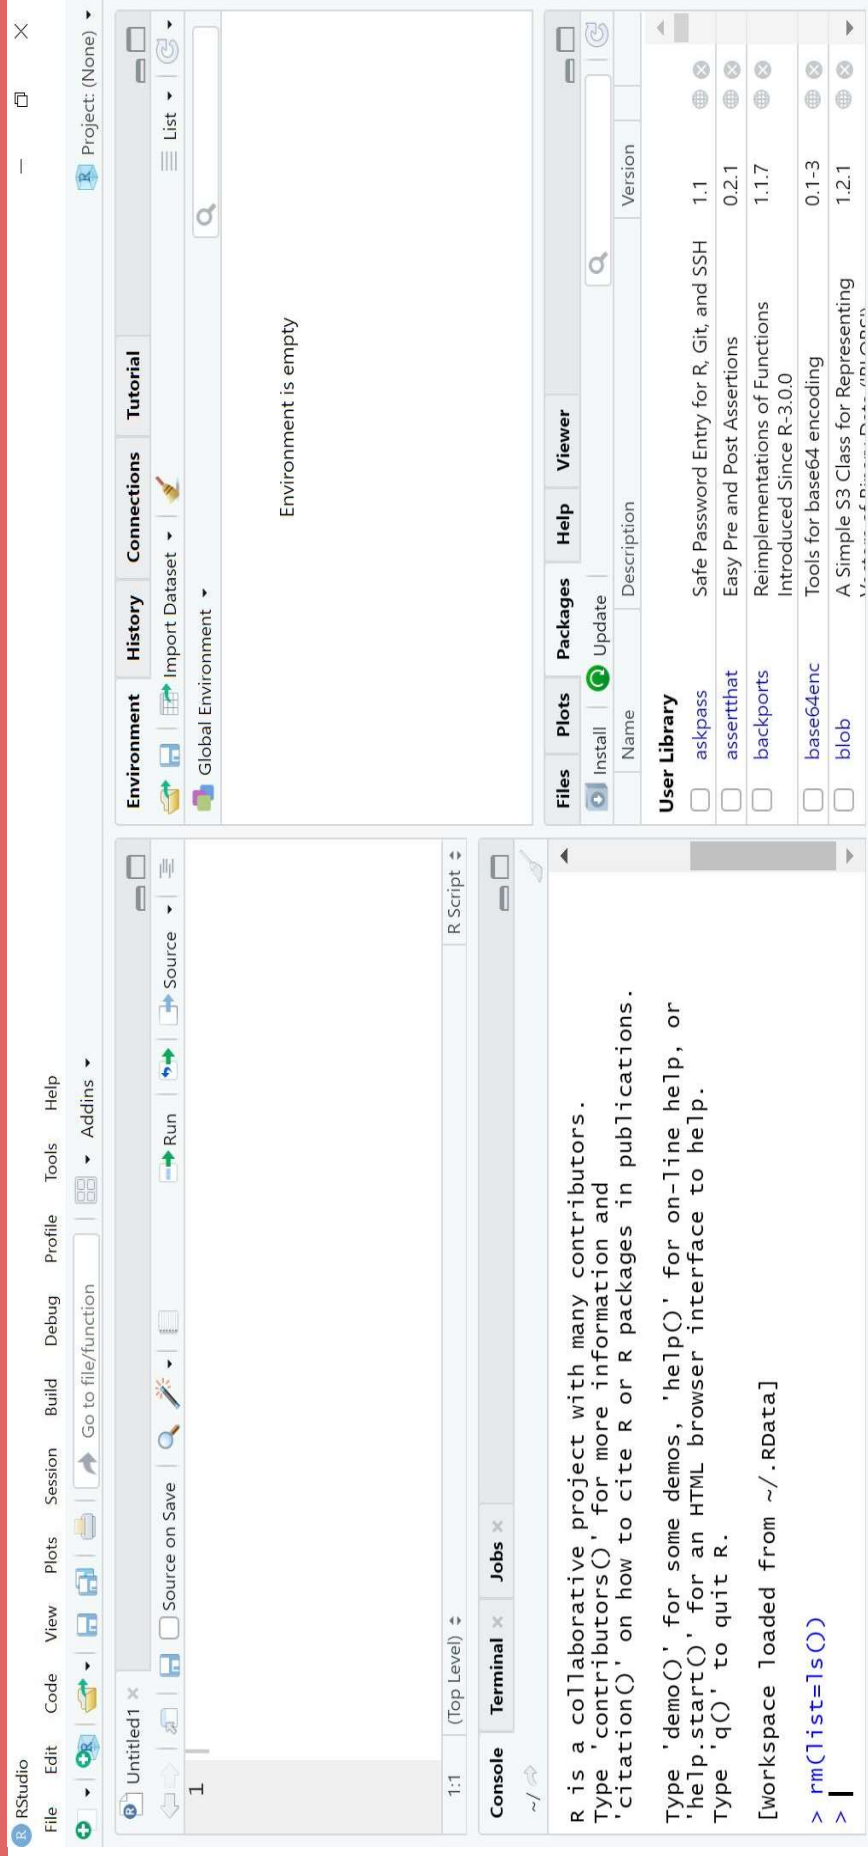 RStudio
File Edit Code View Plots Session Build Debug Profile Tools Help
Go to file/function Addins
Project: (None)
Untitled1
Source on Save Run Source
1
1:1 (Top Level) R Script
Console Terminal Jobs
~/
R is a collaborative project with many contributors.
Type 'contributors()' for more information and
'citation()' on how to cite R or R packages in publications.
Type 'demo()' for some demos, 'help()' for on-line help, or
'help.start()' for an HTML browser interface to help.
Type 'q()' to quit R.
[Workspace loaded from ~/.RData]
> rm(list=ls())
>
Environment History Connections Tutorial
Import Dataset List
Global Environment
Environment is empty
Files Plots Packages Help Viewer
Install Update
Name Description Version
User Library
askpass Safe Password Entry for R, Git, and SSH 1.1
assertthat Easy Pre and Post Assertions 0.2.1
backports Reimplementations of Functions 1.1.7
Introduced Since R-3.0.0
base64enc Tools for base64 encoding 0.1-3
blob A Simple S3 Class for Representing 1.2.1